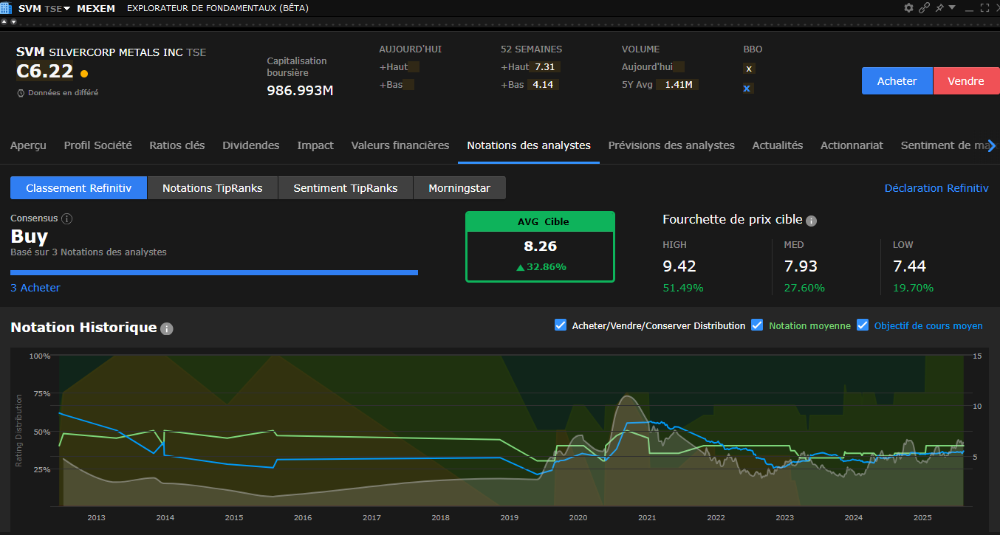 SVM TSE MEXEM EXPLORATEUR DE FONDAMENTAUX (BÊTA)
SVM SILVERCORP METALS INC TSE
C6.22
Données en différé
Capitalisation
boursière
986.993M
AUJOURD'HUI
+Haut
+Bas
52 SEMAINES
+Haut 7.31
+Bas 4.14
VOLUME
Aujourd'hui
5Y Avg 1.41M
BBO
x
x
Acheter Vendre
Aperçu Profil Société Ratios clés Dividendes Impact Valeurs financières Notations des analystes Prévisions des analystes Actualités Actionnariat Sentiment de ma
Classement Refinitiv Notations TipRanks Sentiment TipRanks Morningstar Déclaration Refinitiv
Consensus
Buy
Basé sur 3 Notations des analystes
3 Acheter
AVG Cible
8.26
32.86%
Fourchette de prix cible
HIGH MED LOW
9.42 7.93 7.44
51.49% 27.60% 19.70%
Notation Historique
Acheter/Vendre/Conserver Distribution Notation moyenne Objectif de cours moyen
Rating Distribution
100%
75%
50%
25%
15
10
5
2013 2014 2015 2016 2017 2018 2019 2020 2021 2022 2023 2024 2025